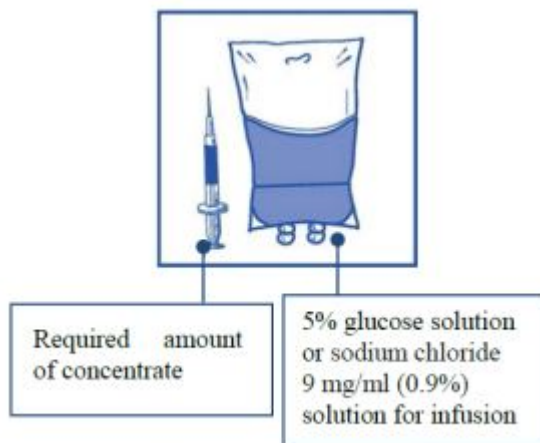 Required amount
of concentrate
5% glucose solution
or sodium chloride
9 mg/ml (0.9%)
solution for infusion